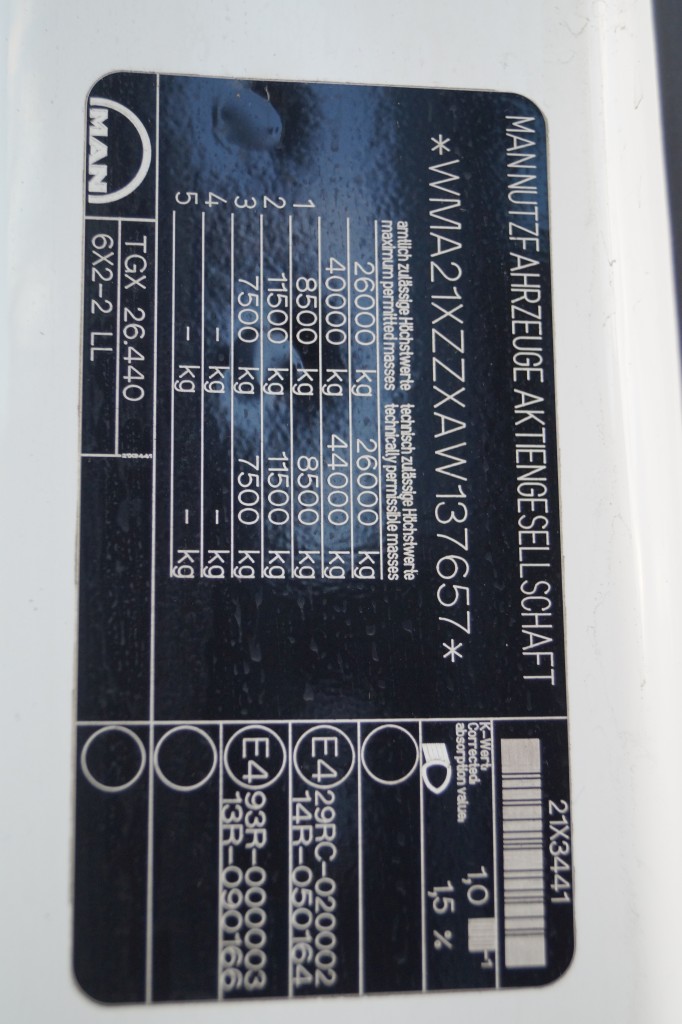 MAN NUTZFAHRZEUGE AKTIENGESELLSCHAFT
*WMA21XZZXAW137657*
amtlich zulässige Höchstwerte technisch zulässige Höchstwerte
maximum permitted masses technically permissible masses
26000 kg 26000 kg
40000 kg 44000 kg
1 8500 kg 8500 kg
2 11500 kg 11500 kg
3 7500 kg 7500 kg
4 - kg - kg
5 - kg - kg
MAN
TGX 26.440
6X2-2 LL
21X3441
K-Wert:
Corrected
absorption value:
1,0
-1
1,5 %
E4 29RC-020002
14R-050164
E4 93R-000003
13R-090166